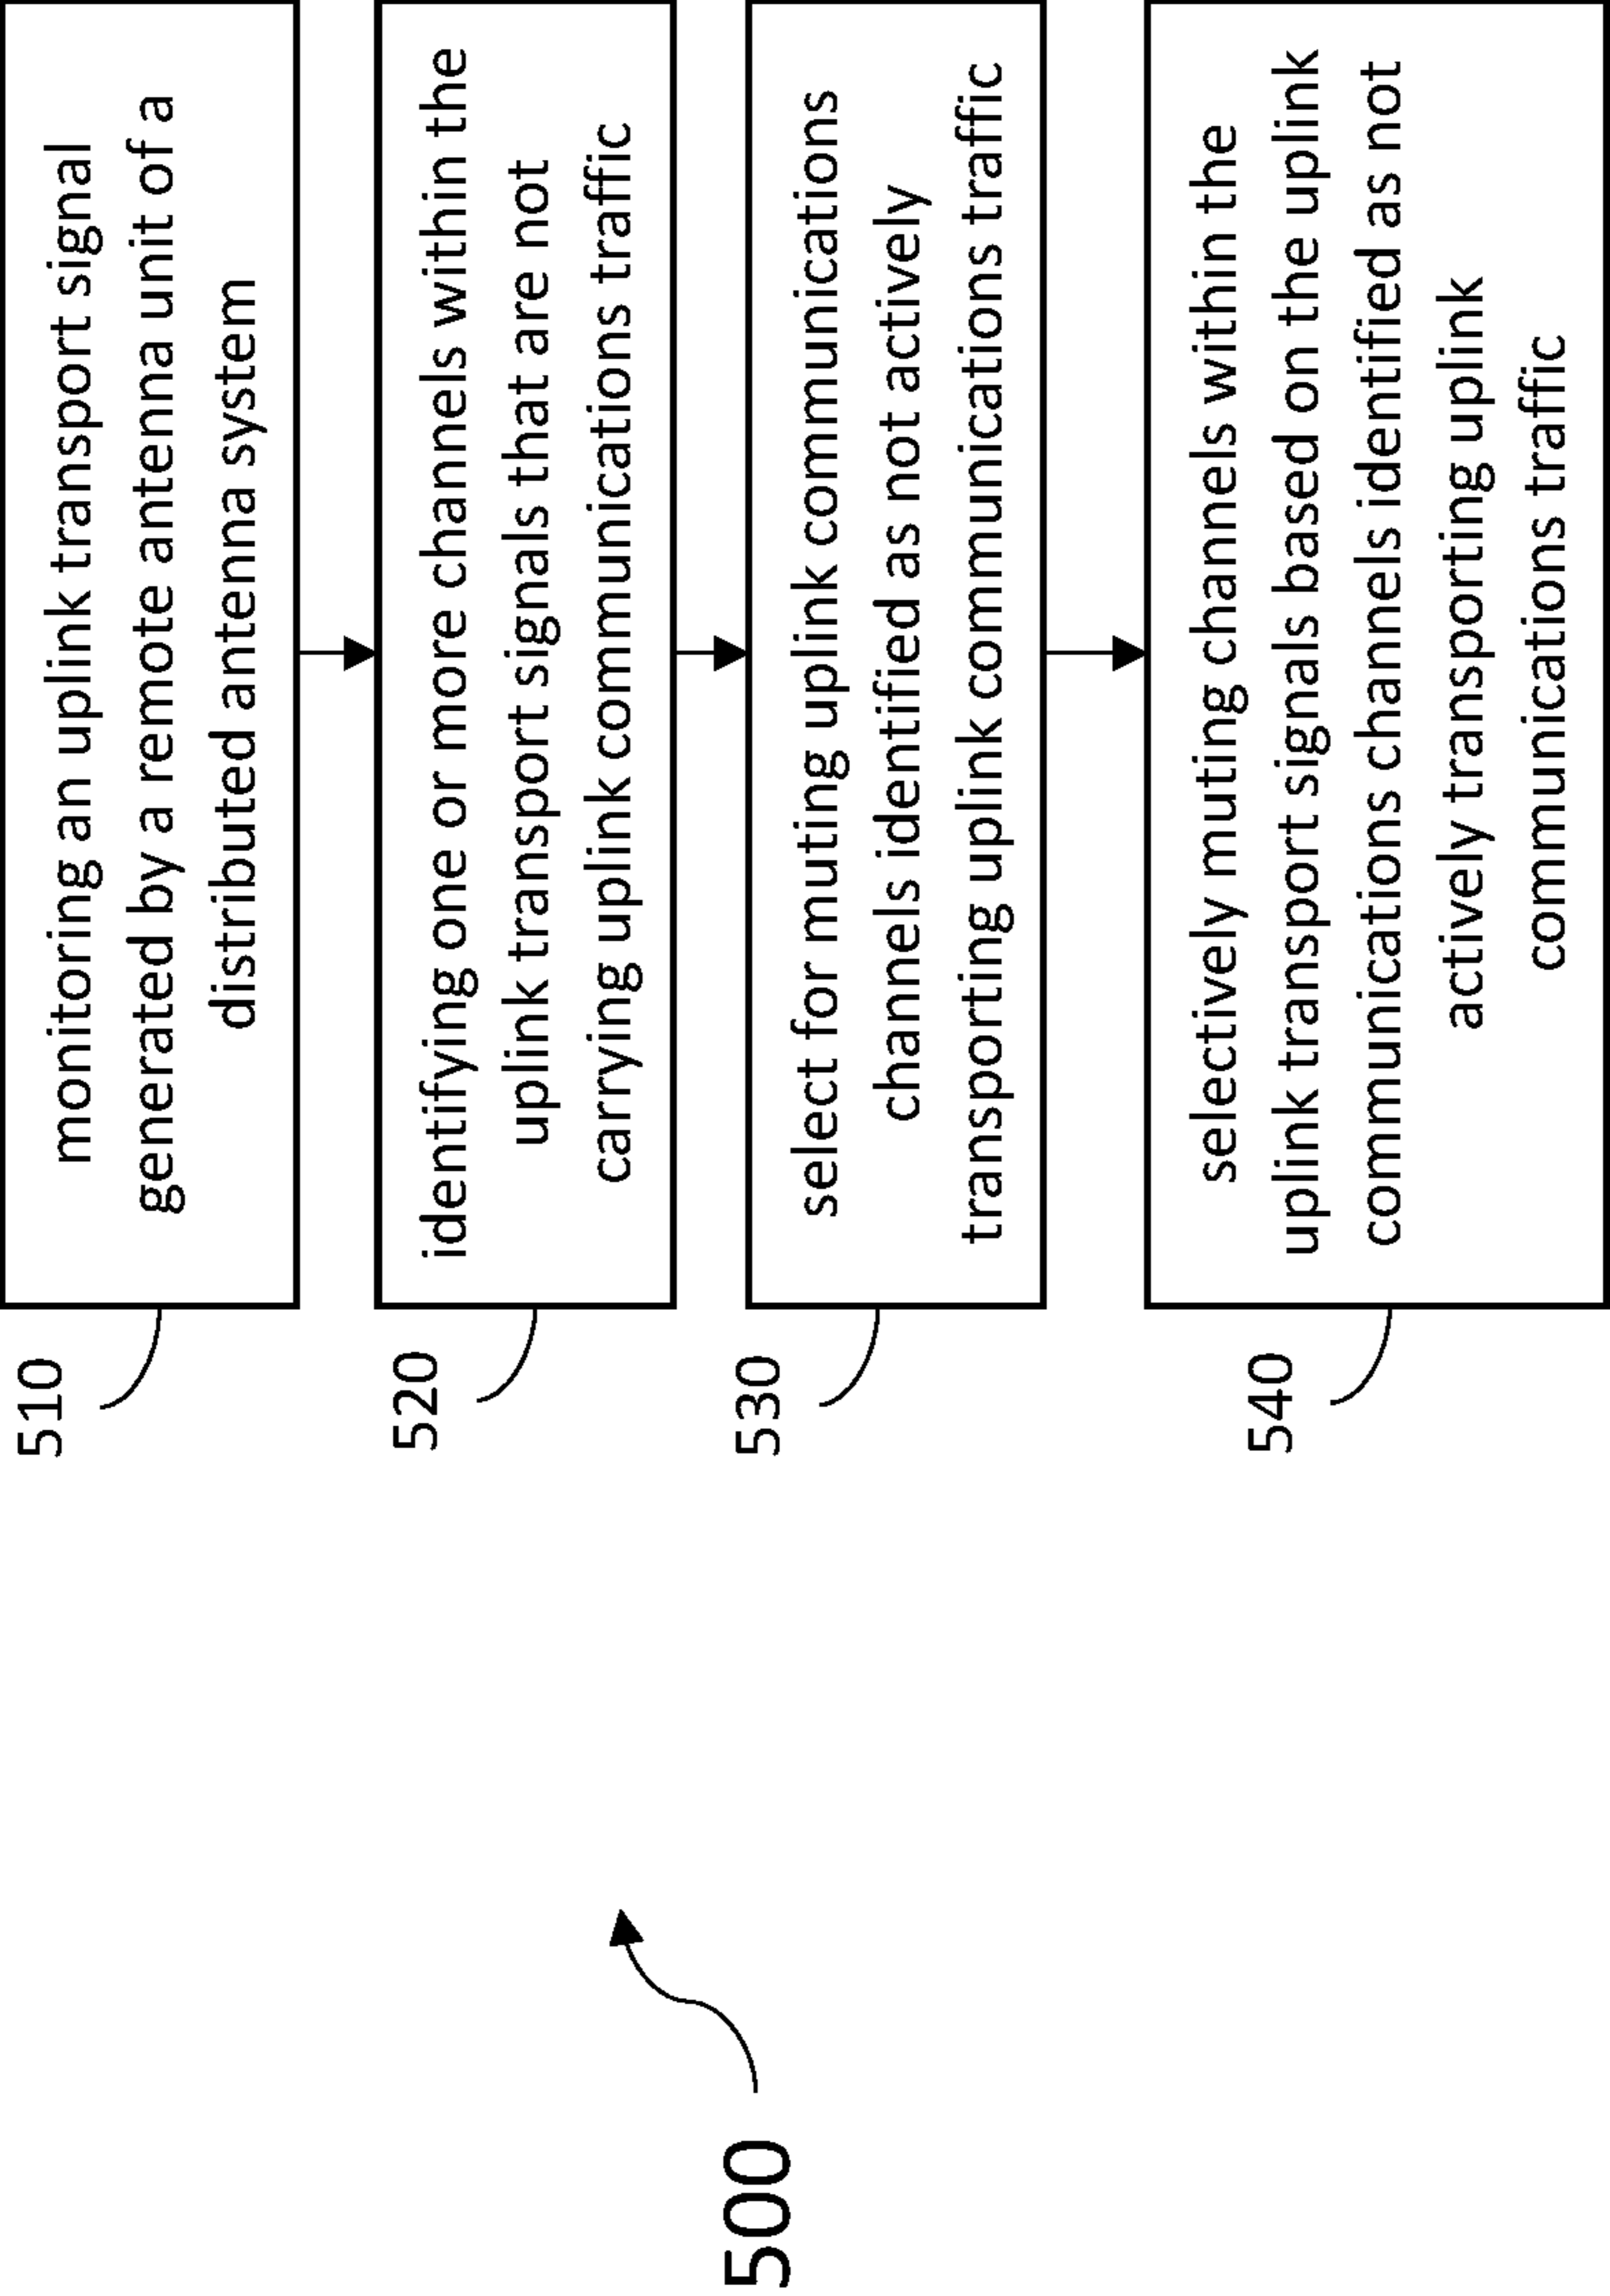 500
510
monitoring an uplink transport signal
generated by a remote antenna unit of a
distributed antenna system
520
identifying one or more channels within the
uplink transport signals that are not
carrying uplink communications traffic
530
select for muting uplink communications
channels identified as not actively
transporting uplink communications traffic
540
selectively muting channels within the
uplink transport signals based on the uplink
communications channels identified as not
actively transporting uplink
communications traffic